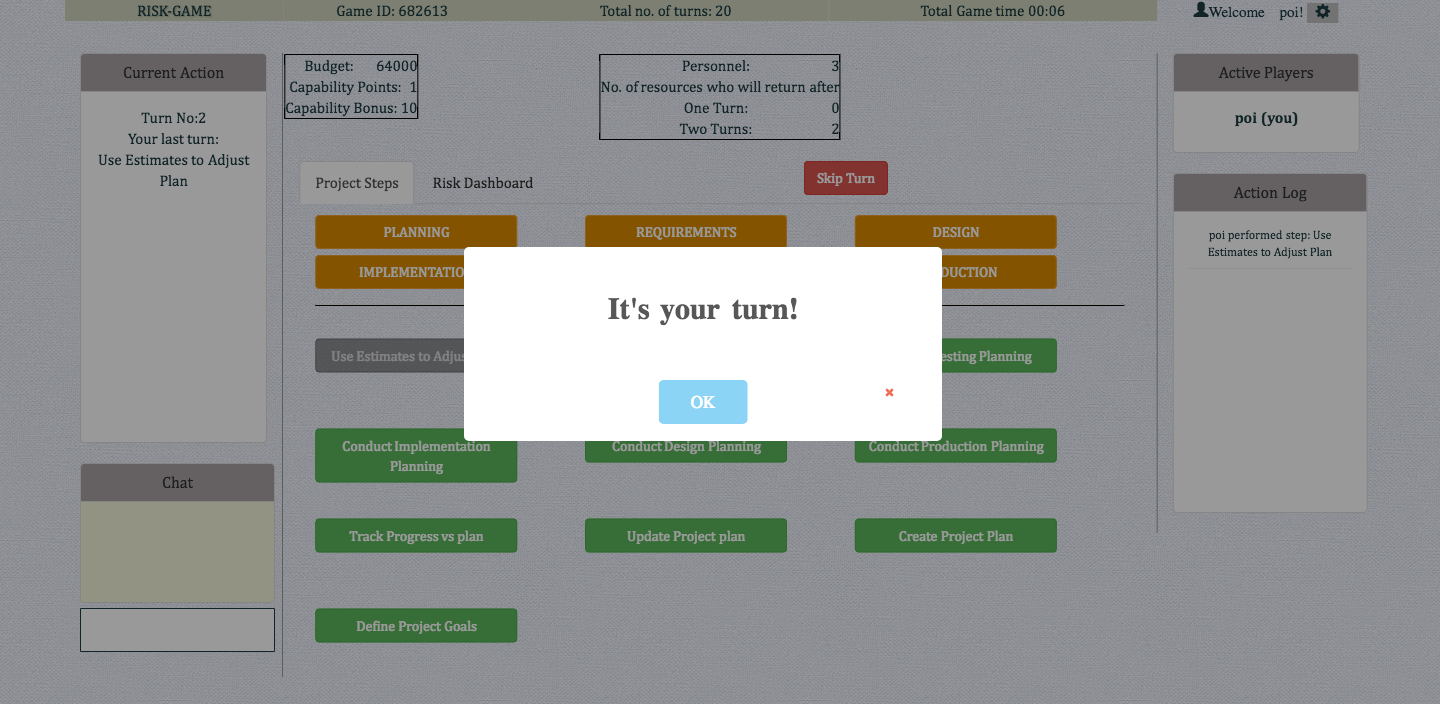 RISK-GAME
Game ID: 682613
Total no. of turns: 20
Total Game time 00:06
Welcome poi!
Current Action
Turn No:2
Your last turn:
Use Estimates to Adjust
Plan
Budget: 64000
Capability Points: 1
Capability Bonus: 10
Personnel: 3
No. of resources who will return after
One Turn: 0
Two Turns: 2
Active Players
poi (you)
Project Steps
Risk Dashboard
Skip Turn
Action Log
poi performed step: Use
Estimates to Adjust Plan
PLANNING
REQUIREMENTS
DESIGN
It's your turn!
OK
Use Estimates to
Planning
Conduct Implementation
Planning
Conduct Design Planning
Conduct Production Planning
Chat
Track Progress vs plan
Update Project plan
Create Project Plan
Define Project Goals